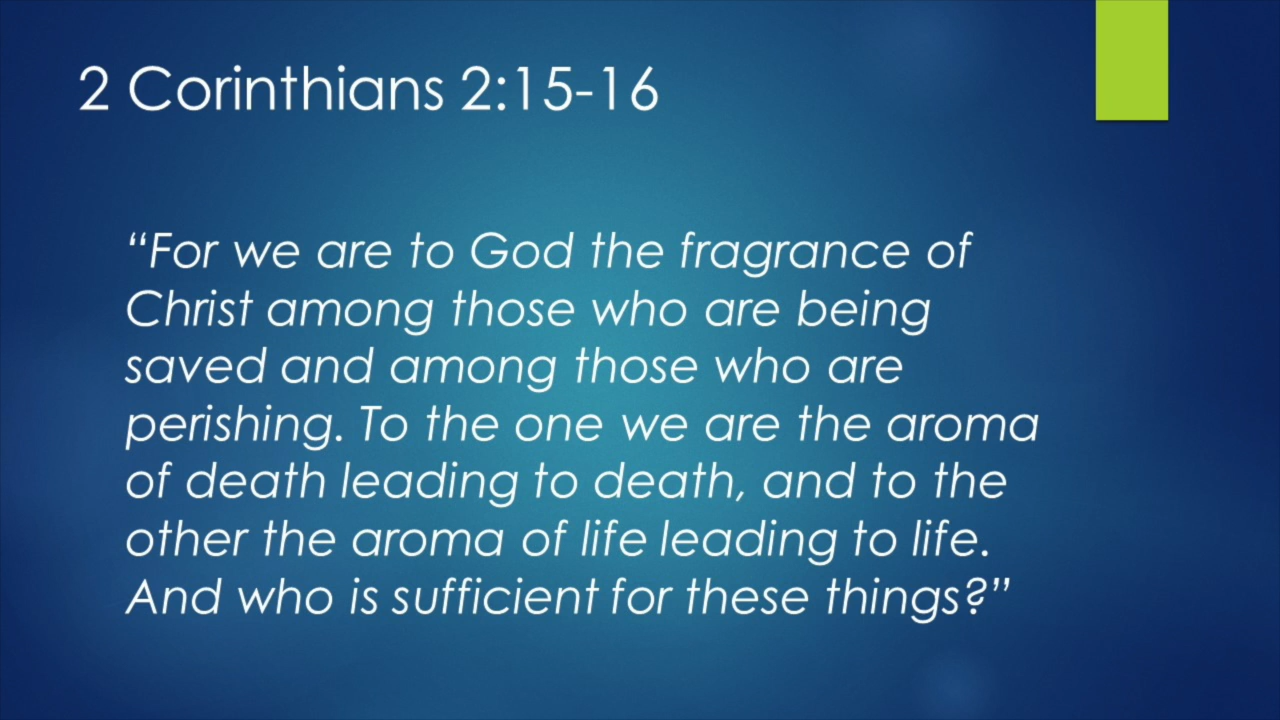 2 Corinthians 2:15-16
“For we are to God the fragrance of
Christ among those who are being
saved and among those who are
perishing. To the one we are the aroma
of death leading to death, and to the
other the aroma of life leading to life.
And who is sufficient for these things?”